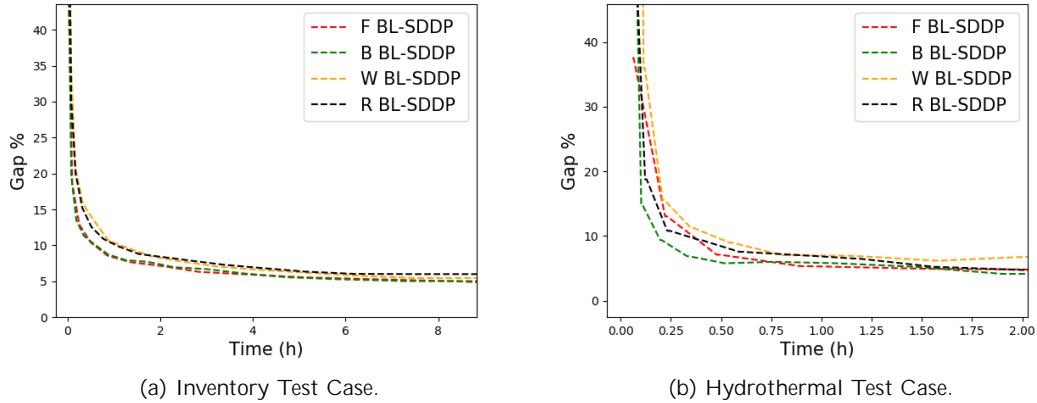 F BL-SDDP
B BL-SDDP
W BL-SDDP
R BL-SDDP
40
35
30
25
20
15
10
5
0
Gap %
0 2 4 6 8
Time (h)
(a) Inventory Test Case.
F BL-SDDP
B BL-SDDP
W BL-SDDP
R BL-SDDP
40
30
20
10
0
Gap %
0.00 0.25 0.50 0.75 1.00 1.25 1.50 1.75 2.00
Time (h)
(b) Hydrothermal Test Case.